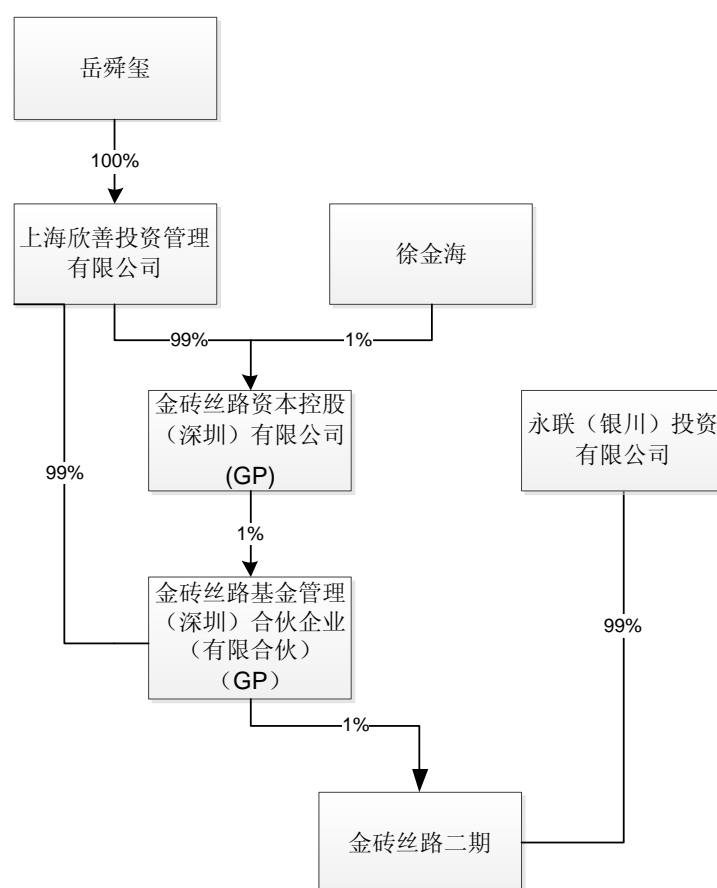 岳舜玺
100%
上海欣善投资管理
有限公司
徐金海
99%
1%
金砖丝路资本控股
（深圳）有限公司
(GP)
永联（银川）投资
有限公司
99%
1%
金砖丝路基金管理
（深圳）合伙企业
（有限合伙）
（GP）
99%
1%
金砖丝路二期